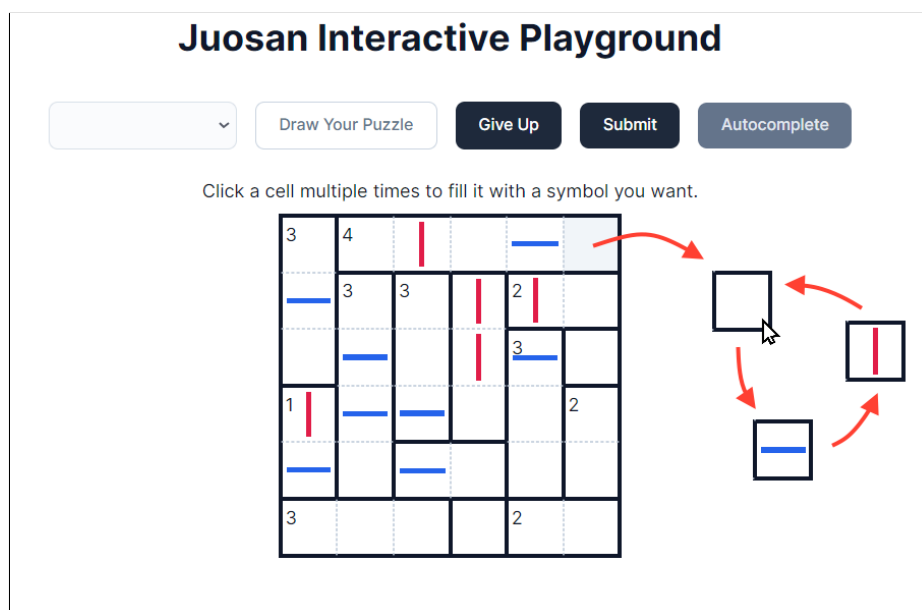 Juosan Interactive Playground
Draw Your Puzzle Give Up Submit Autocomplete
Click a cell multiple times to fill it with a symbol you want.
3 4
3 3 2
3
1 2
3 2